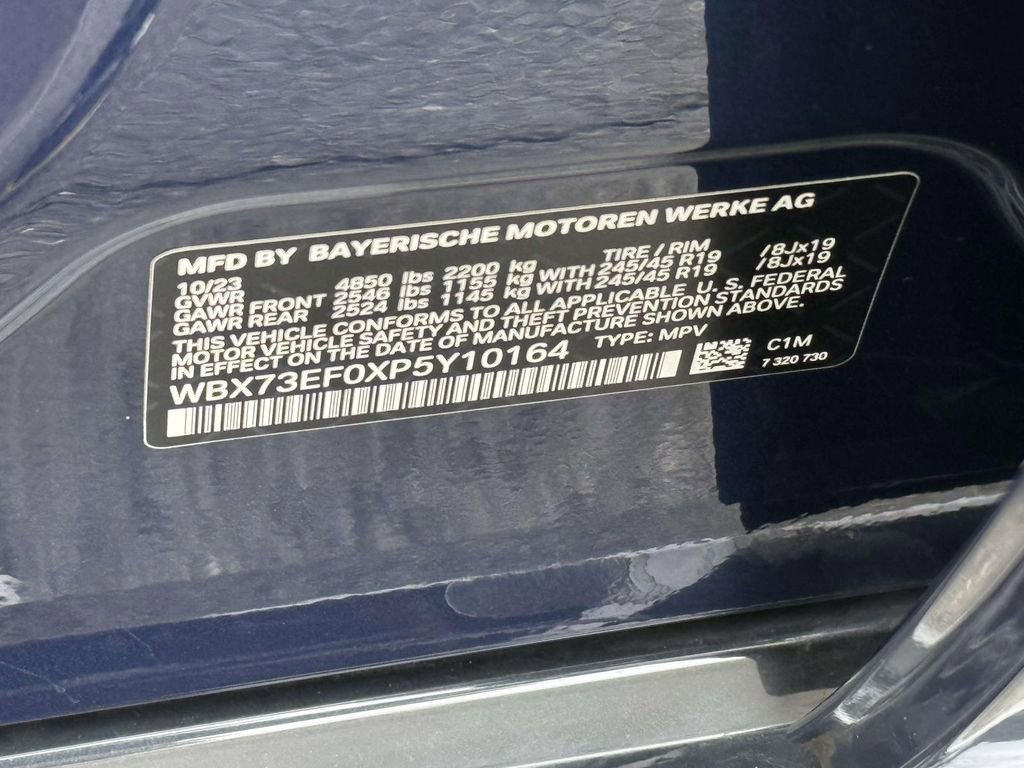 MFD BY BAYERISCHE MOTOREN WERKE AG
10/23 TIRE / RIM
GVWR 4850 lbs 2200 kg
GAWR FRONT 2546 lbs 1155 kg WITH 245/45 R19 /8Jx19
GAWR REAR 2524 lbs 1145 kg WITH 245/45 R19 /8Jx19
THIS VEHICLE CONFORMS TO ALL APPLICABLE U. S. FEDERAL
MOTOR VEHICLE SAFETY AND THEFT PREVENTION STANDARDS
IN EFFECT ON THE DATE OF MANUFACTURE SHOWN ABOVE.
WBX73EF0XP5Y10164 TYPE: MPV C1M
7 320 730